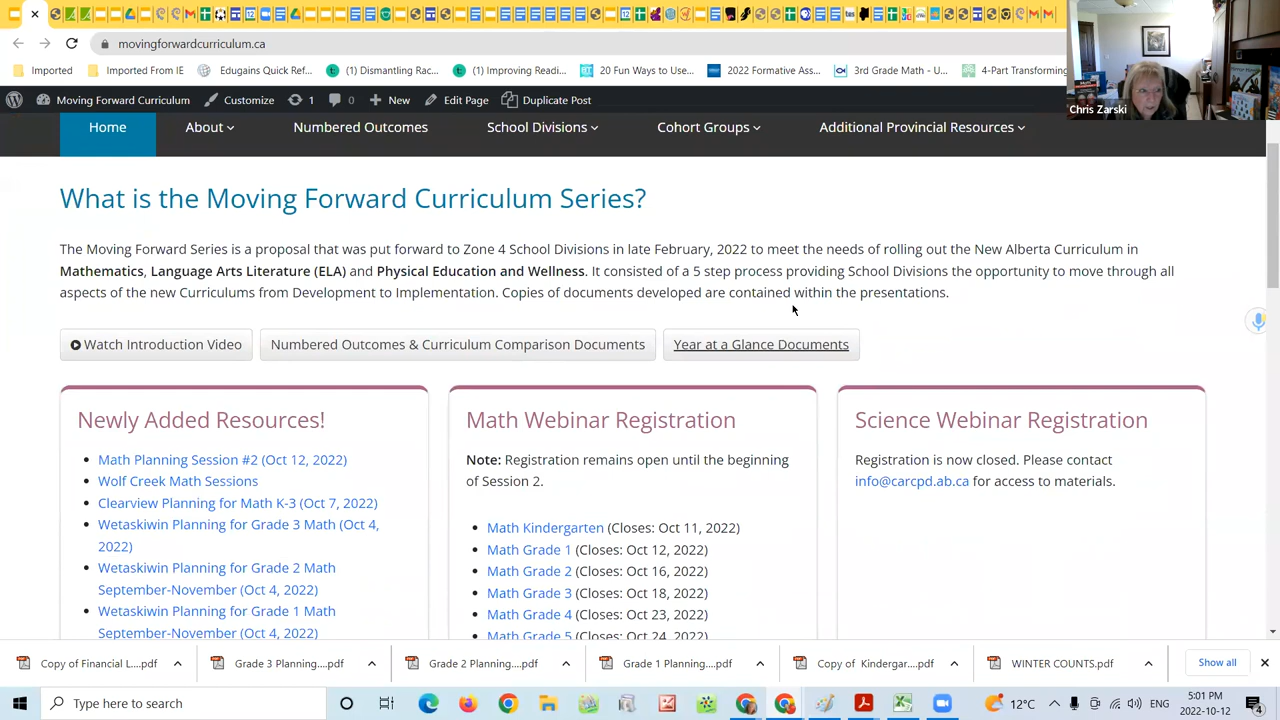 movingforwardcurriculum.ca
Imported
Imported From IE
Edugains Quick Ref...
(1) Dismantling Rac...
(1) Improving Readi...
20 Fun Ways to Use...
2022 Formative Ass...
3rd Grade Math - U...
4-Part Transforming
Chris Zarski
Moving Forward Curriculum
Customize
1
0
New
Edit Page
Duplicate Post
Home
About
Numbered Outcomes
School Divisions
Cohort Groups
Additional Provincial Resources
What is the Moving Forward Curriculum Series?
The Moving Forward Series is a proposal that was put forward to Zone 4 School Divisions in late February, 2022 to meet the needs of rolling out the New Alberta Curriculum in
Mathematics, Language Arts Literature (ELA) and Physical Education and Wellness. It consisted of a 5 step process providing School Divisions the opportunity to move through all
aspects of the new Curriculums from Development to Implementation. Copies of documents developed are contained within the presentations.
Watch Introduction Video
Numbered Outcomes & Curriculum Comparison Documents
Year at a Glance Documents
Newly Added Resources!
Math Planning Session #2 (Oct 12, 2022)
Wolf Creek Math Sessions
Clearview Planning for Math K-3 (Oct 7, 2022)
Wetaskiwin Planning for Grade 3 Math (Oct 4,
2022)
Wetaskiwin Planning for Grade 2 Math
September-November (Oct 4, 2022)
Wetaskiwin Planning for Grade 1 Math
September-November (Oct 4, 2022)
Math Webinar Registration
Note: Registration remains open until the beginning
of Session 2.
Math Kindergarten (Closes: Oct 11, 2022)
Math Grade 1 (Closes: Oct 12, 2022)
Math Grade 2 (Closes: Oct 16, 2022)
Math Grade 3 (Closes: Oct 18, 2022)
Math Grade 4 (Closes: Oct 23, 2022)
Math Grade 5 (Closes: Oct 24, 2022)
Science Webinar Registration
Registration is now closed. Please contact
info@carcpd.ab.ca for access to materials.
Copy of Financial L....pdf
Grade 3 Planning....pdf
Grade 2 Planning....pdf
Grade 1 Planning....pdf
Copy of Kindergar....pdf
WINTER COUNTS.pdf
Show all
Type here to search
12°C
ENG
5:01 PM
2022-10-12
4